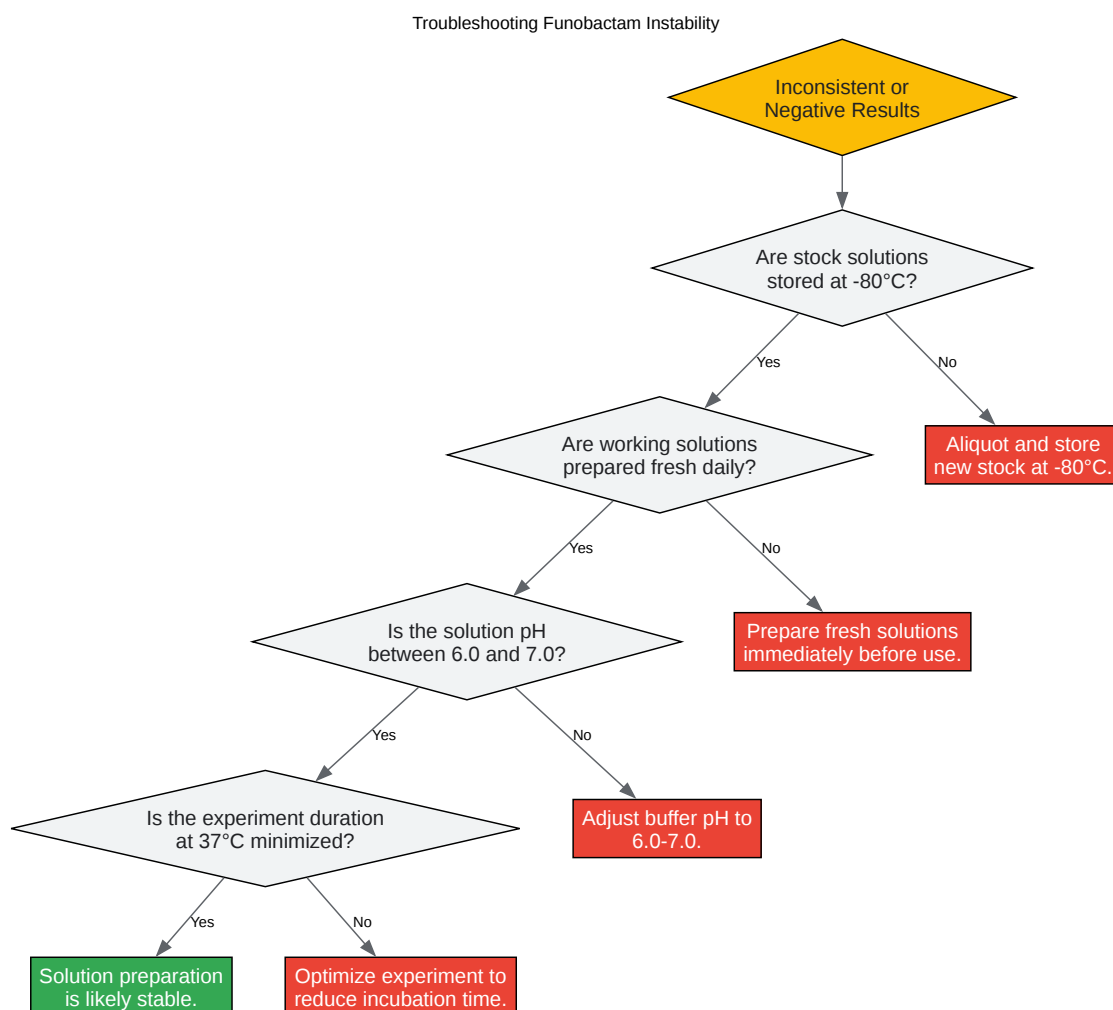 Troubleshooting Funobactam Instability
Inconsistent or
Negative Results
Are stock solutions
stored at -80°C?
Yes
No
Are working solutions
prepared fresh daily?
Aliquot and store
new stock at -80°C.
Yes
No
Is the solution pH
between 6.0 and 7.0?
Prepare fresh solutions
immediately before use.
Yes
No
Is the experiment duration
at 37°C minimized?
Adjust buffer pH to
6.0-7.0.
Yes
No
Solution preparation
is likely stable.
Optimize experiment to
reduce incubation time.